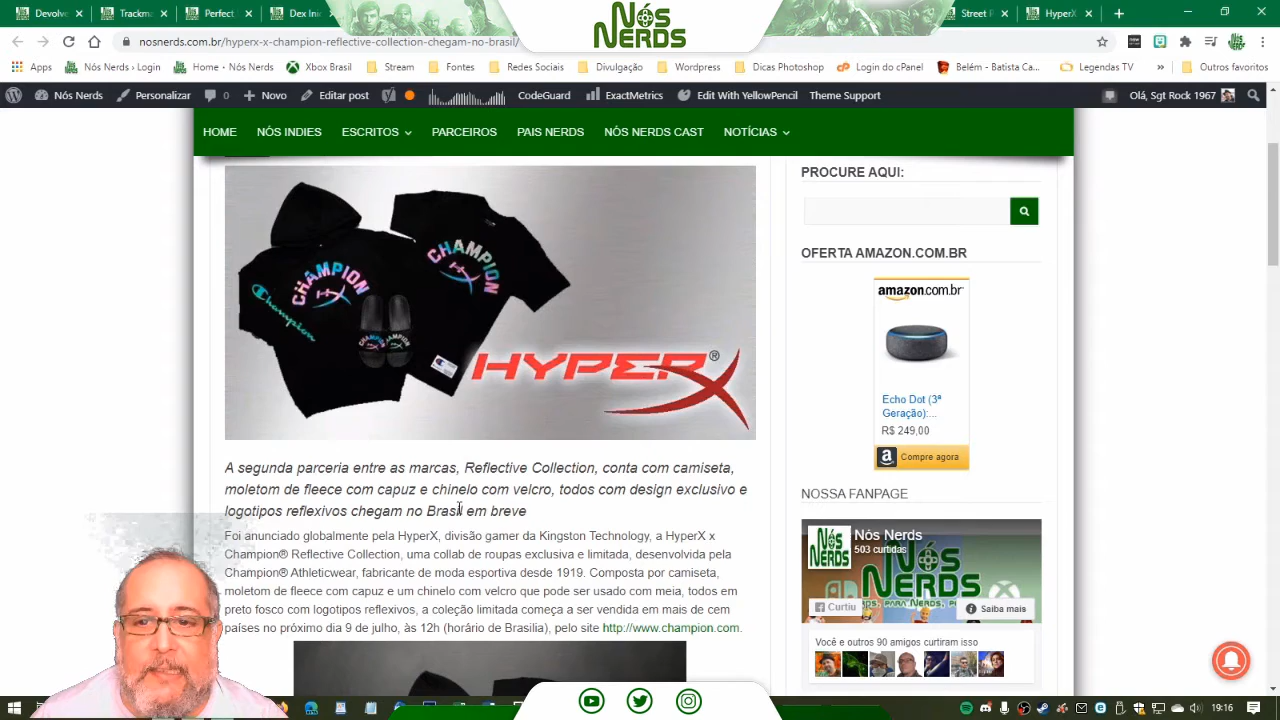 Nós
NERDS
Tavern
Dex Ine
Perfect
Street F
HyperX
nosnerds.com.br/hyperx-x-champion-reflective-collection-chegam-no-brasil/
Apps
Nós Nerds › Login
Home - Nós Nerds
Xbox Brasil
Stream
Fontes
Redes Sociais
Divulgação
Wordpress
Dicas Photoshop
Login do cPanel
Belém - Batista Ca...
Legendas TV
»
Outros favoritos
Nós Nerds
Personalizar
0
Novo
Editar post
CodeGuard
ExactMetrics
Edit With YellowPencil
Theme Support
Olá, Sgt Rock 1967
HOME
NÓS INDIES
ESCRITOS
PARCEIROS
PAIS NERDS
NÓS NERDS CAST
NOTÍCIAS
CHAMPION
Champion
CHAMPION
HYPERX®
A segunda parceria entre as marcas, Reflective Collection, conta com camiseta,
moletom de fleece com capuz e chinelo com velcro, todos com design exclusivo e
logotipos reflexivos chegam no Brasil em breve
Foi anunciado globalmente pela HyperX, divisão gamer da Kingston Technology, a HyperX x
Champion® Reflective Collection, uma collab de roupas exclusiva e limitada, desenvolvida pela
Champion® Athleticwear, fabricante de moda esportiva desde 1919. Composta por camiseta,
de fleece com capuz e um chinelo com velcro que pode ser usado com meia, todos em
fosco com logotipos reflexivos, a coleção limitada começa a ser vendida em mais de cem
países no próximo dia 9 de julho, às 12h (horário de Brasilia), pelo site http://www.champion.com.
PROCURE AQUI:
OFERTA AMAZON.COM.BR
amazon.com.br
Echo Dot (3ª
Geração):...
R$ 249,00
Compre agora
NOSSA FANPAGE
Nós Nerds
503 curtidas
Nós
NERDS
Curtiu
Saiba mais
Você e outros 90 amigos curtiram isso
19:16